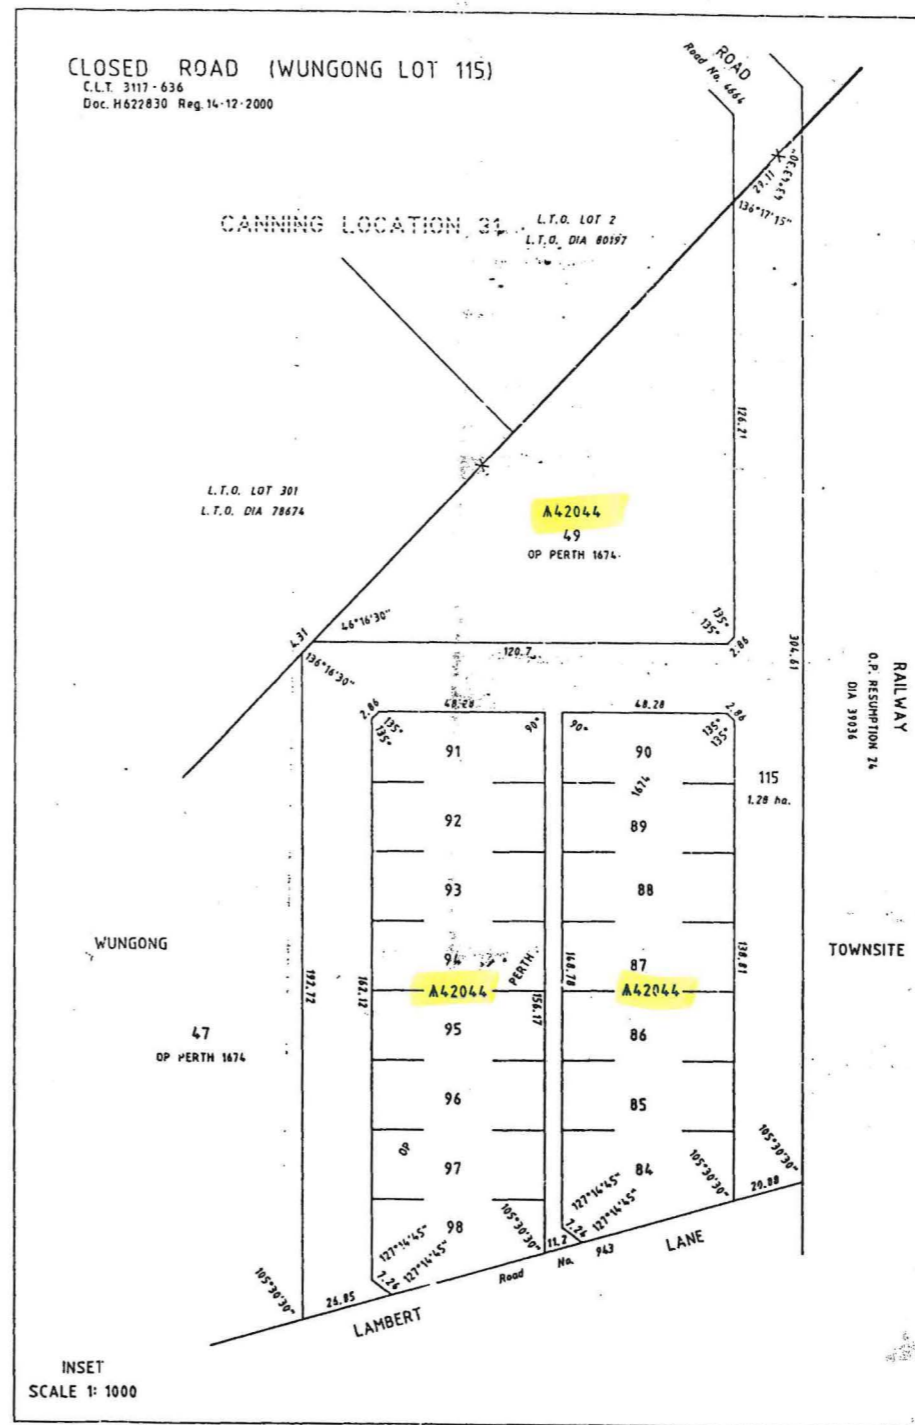 CLOSED ROAD (WUNGONG LOT 115)
C.L.T. 3117-636
Doc. H622830 Reg. 14-12-2000
ROAD
Road No. 4664
29.11
43°43'30"
136°17'15"
CANNING LOCATION 31
L.T.O. LOT 2
L.T.O. DIA 80197
126.21
L.T.O. LOT 301
L.T.O. DIA 78674
42044
49
OP PERTH 1674
4.31
46°16'30"
135°
135°
2.86
120.7
136°16'30"
304.61
RAILWAY
O.P. RESUMPTION 24
DIA 39036
2.86
48.28
48.28
2.86
135°
135°
90°
90°
135°
135°
91
90
1674
115
1.28 ha.
92
89
93
88
WUNGONG
TOWNSITE
94
PERTH
87
138.81
192.72
162.12
42044
156.17
168.78
42044
47
OP PERTH 1674
95
86
96
85
OP
97
84
105°30'30"
105°30'30"
20.88
98
127°14'45"
127°14'45"
7.24
105°30'30"
11.2
127°14'45"
127°14'45"
7.24
105°30'30"
26.85
LAMBERT
Road
No.
943
LANE
INSET
SCALE 1: 1000